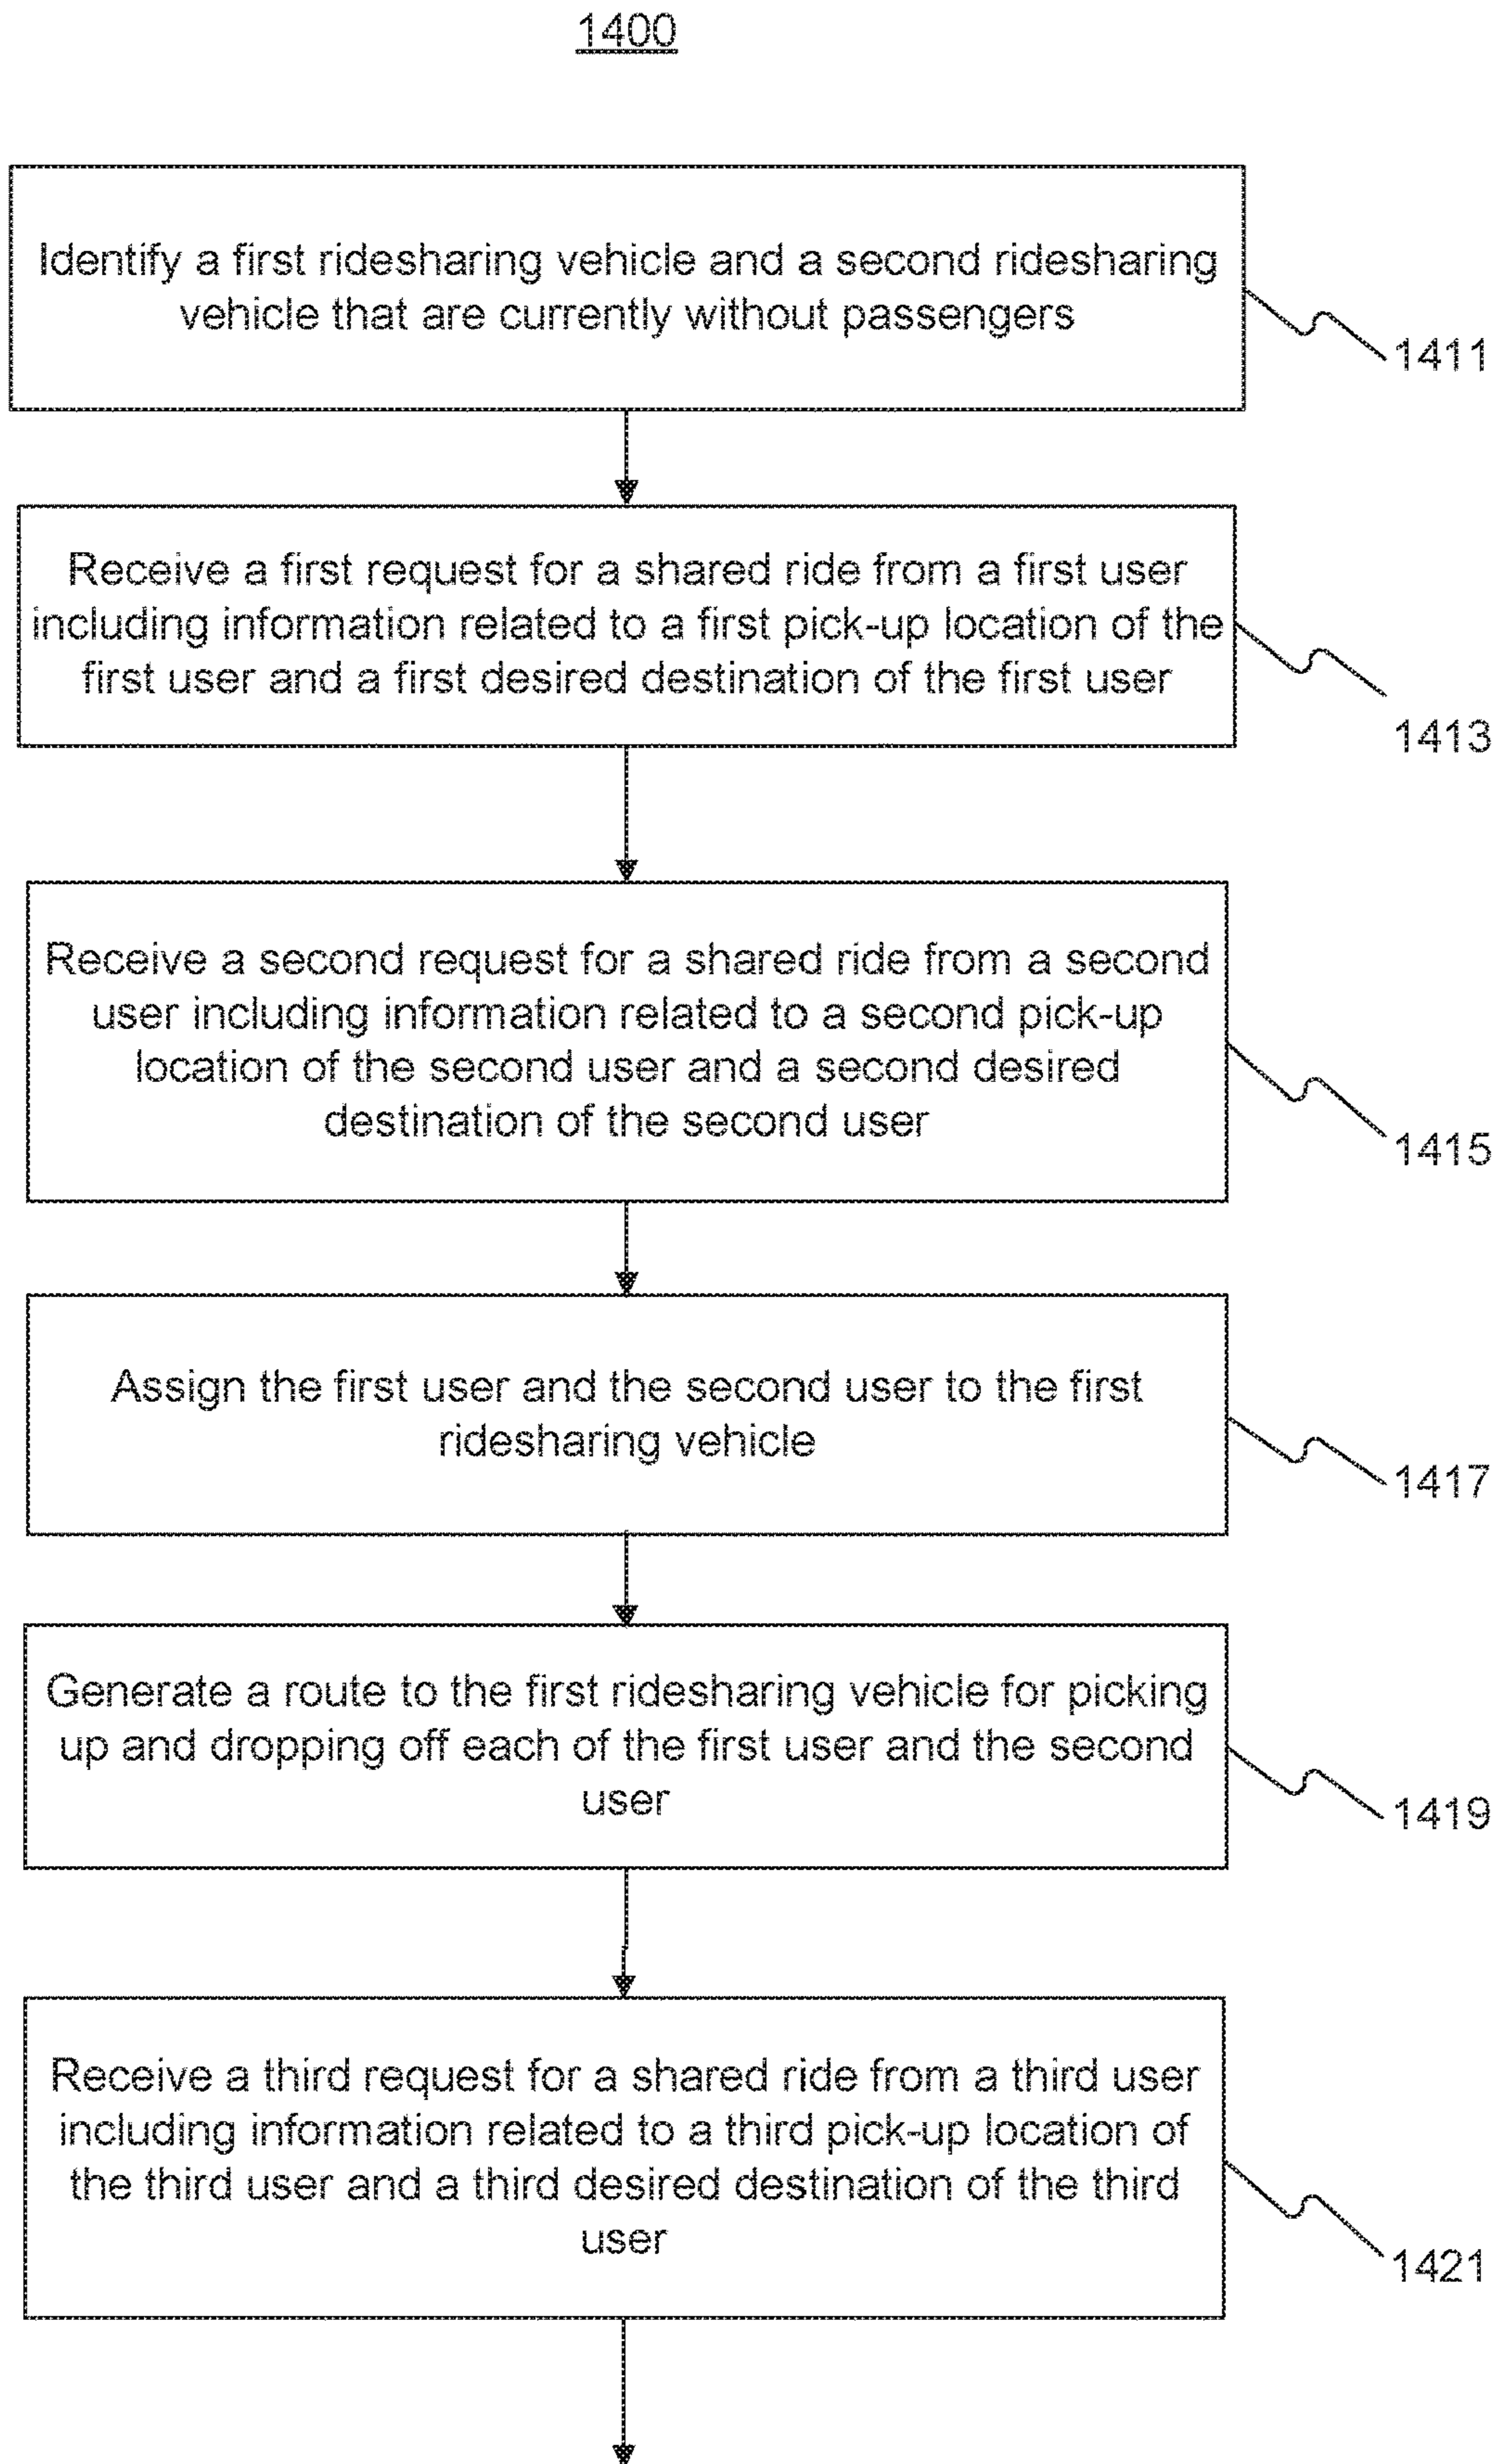 1400
Identify a first ridesharing vehicle and a second ridesharing
vehicle that are currently without passengers
1411
Receive a first request for a shared ride from a first user
including information related to a first pick-up location of the
first user and a first desired destination of the first user
1413
Receive a second request for a shared ride from a second
user including information related to a second pick-up
location of the second user and a second desired
destination of the second user
1415
Assign the first user and the second user to the first
ridesharing vehicle
1417
Generate a route to the first ridesharing vehicle for picking
up and dropping off each of the first user and the second
user
1419
Receive a third request for a shared ride from a third user
including information related to a third pick-up location of
the third user and a third desired destination of the third
user
1421